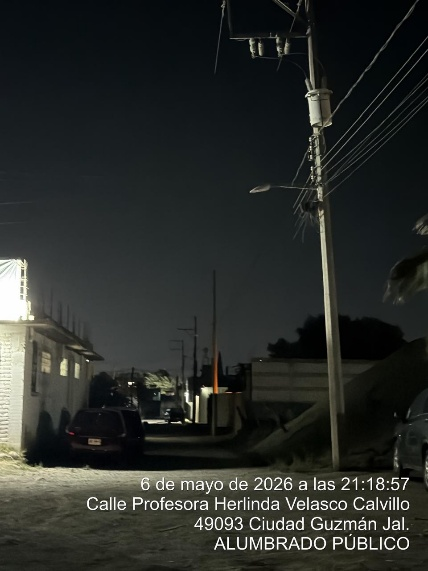 6 de mayo de 2026 a las 21:18:57
Calle Profesora Herlinda Velasco Calvillo
49093 Ciudad Guzmán Jal.
ALUMBRADO PÚBLICO